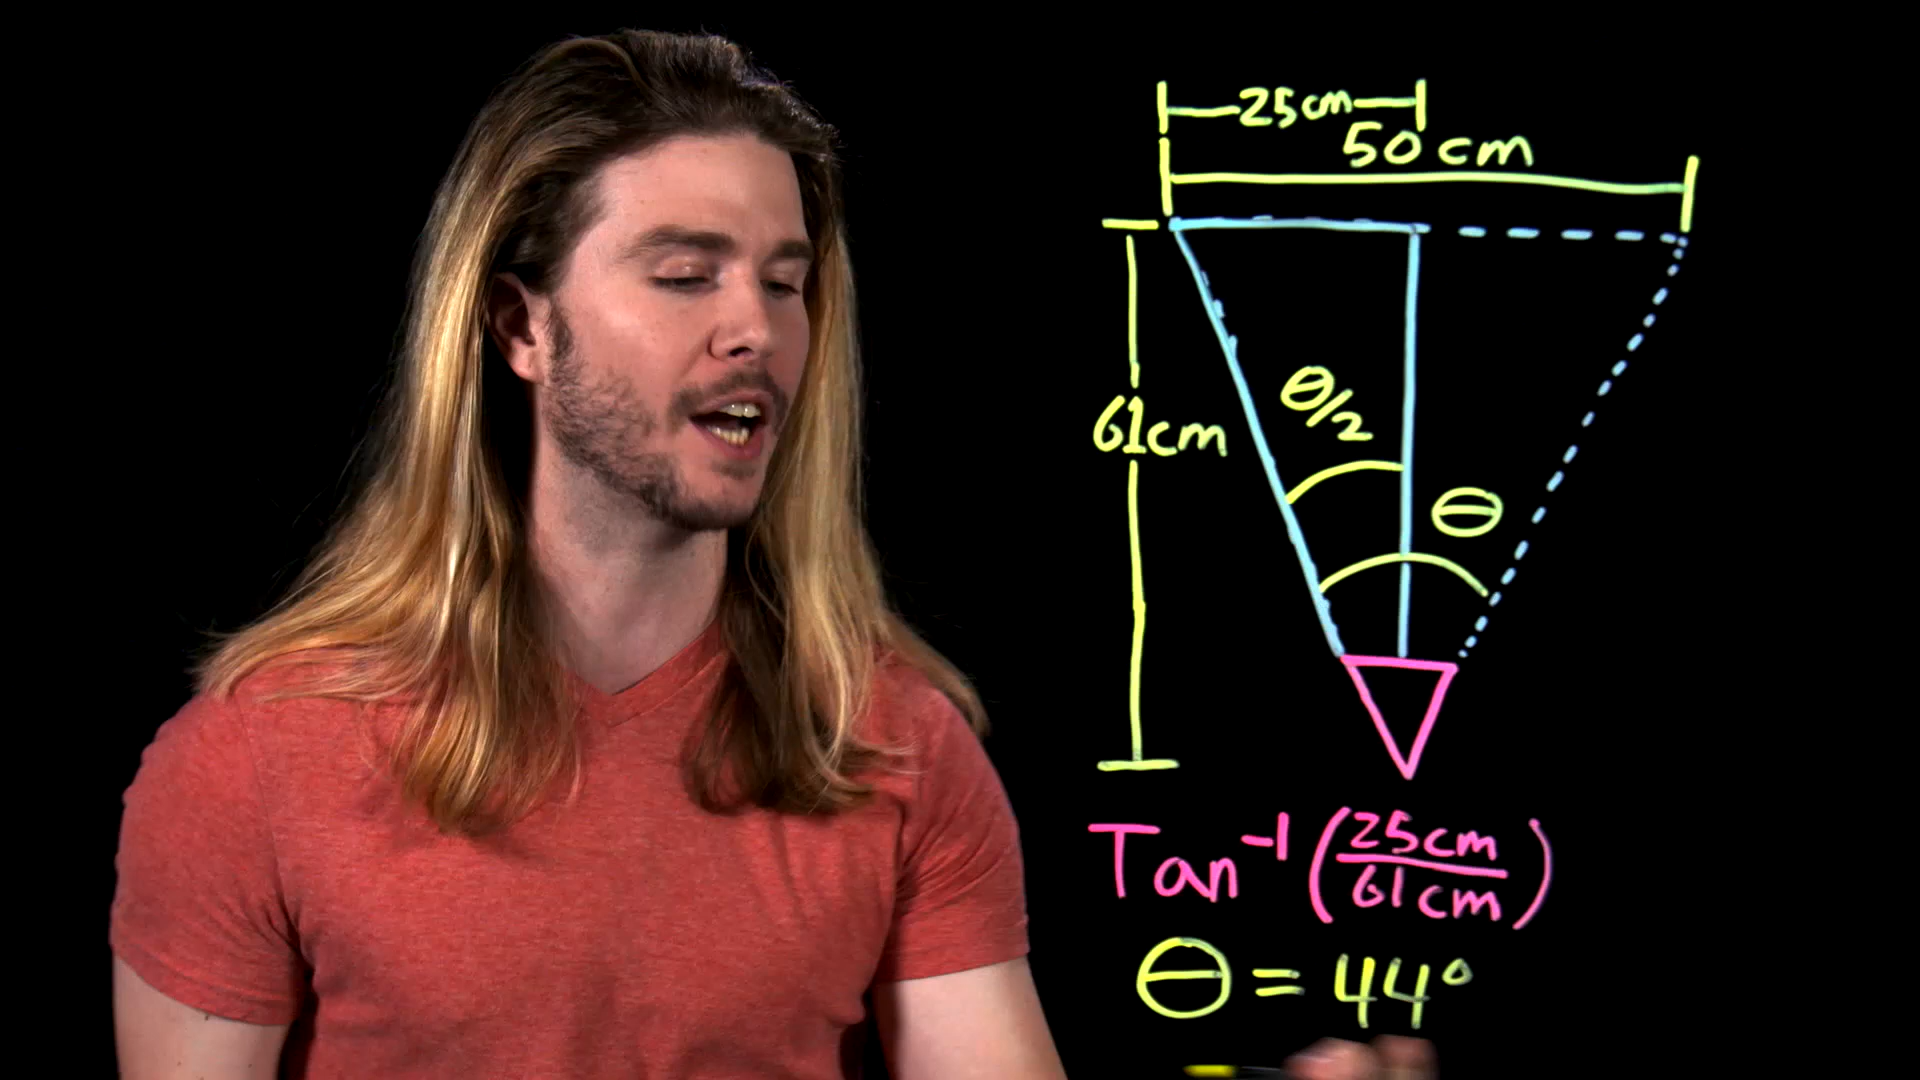 25cm
50 cm
61cm
θ/2
θ
Tan⁻¹(25cm/61cm)
θ = 44°